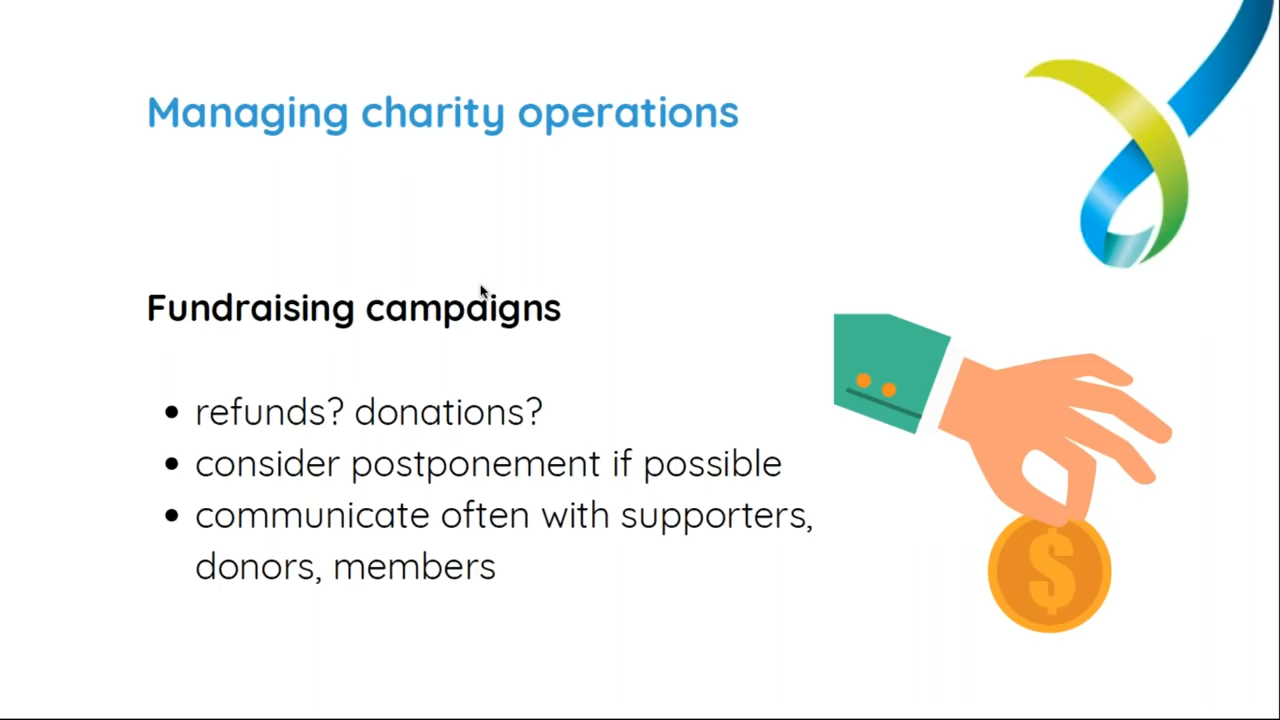 Managing charity operations
Fundraising campaigns
refunds? donations?
consider postponement if possible
communicate often with supporters,
donors, members
$